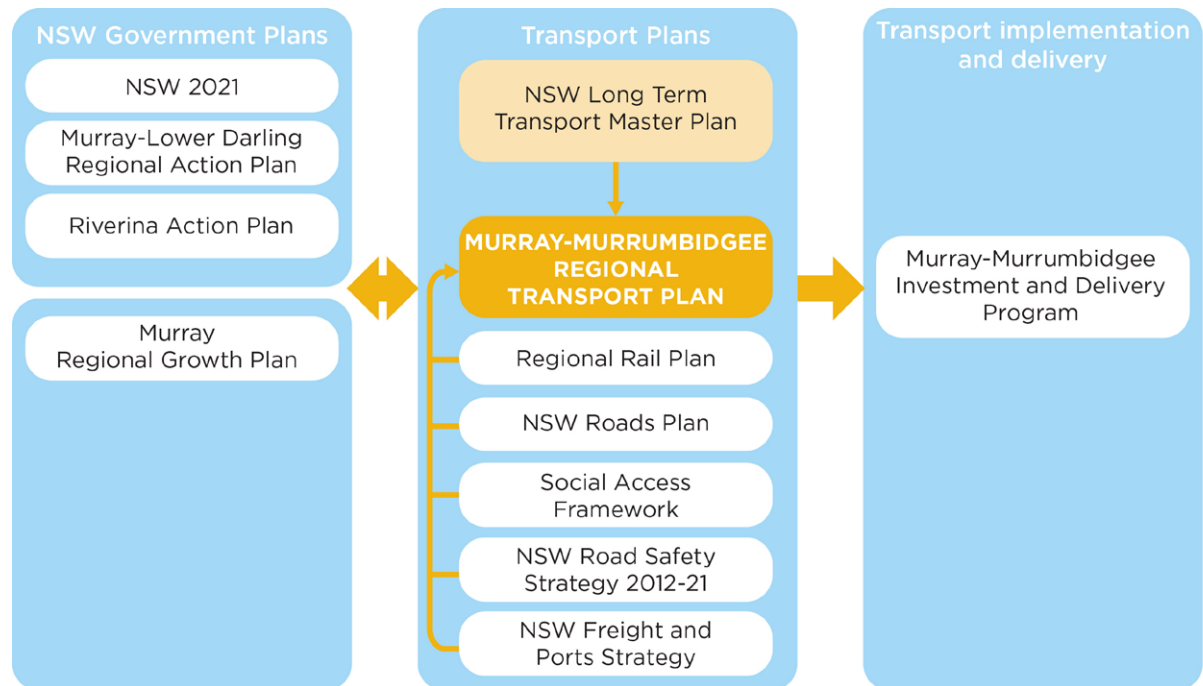 NSW Government Plans
NSW 2021
Murray-Lower Darling
Regional Action Plan
Riverina Action Plan
Murray
Regional Growth Plan
Transport Plans
NSW Long Term
Transport Master Plan
MURRAY-MURRUMBIDGEE
REGIONAL
TRANSPORT PLAN
Regional Rail Plan
NSW Roads Plan
Social Access
Framework
NSW Road Safety
Strategy 2012-21
NSW Freight and
Ports Strategy
Transport implementation
and delivery
Murray-Murrumbidgee
Investment and Delivery
Program